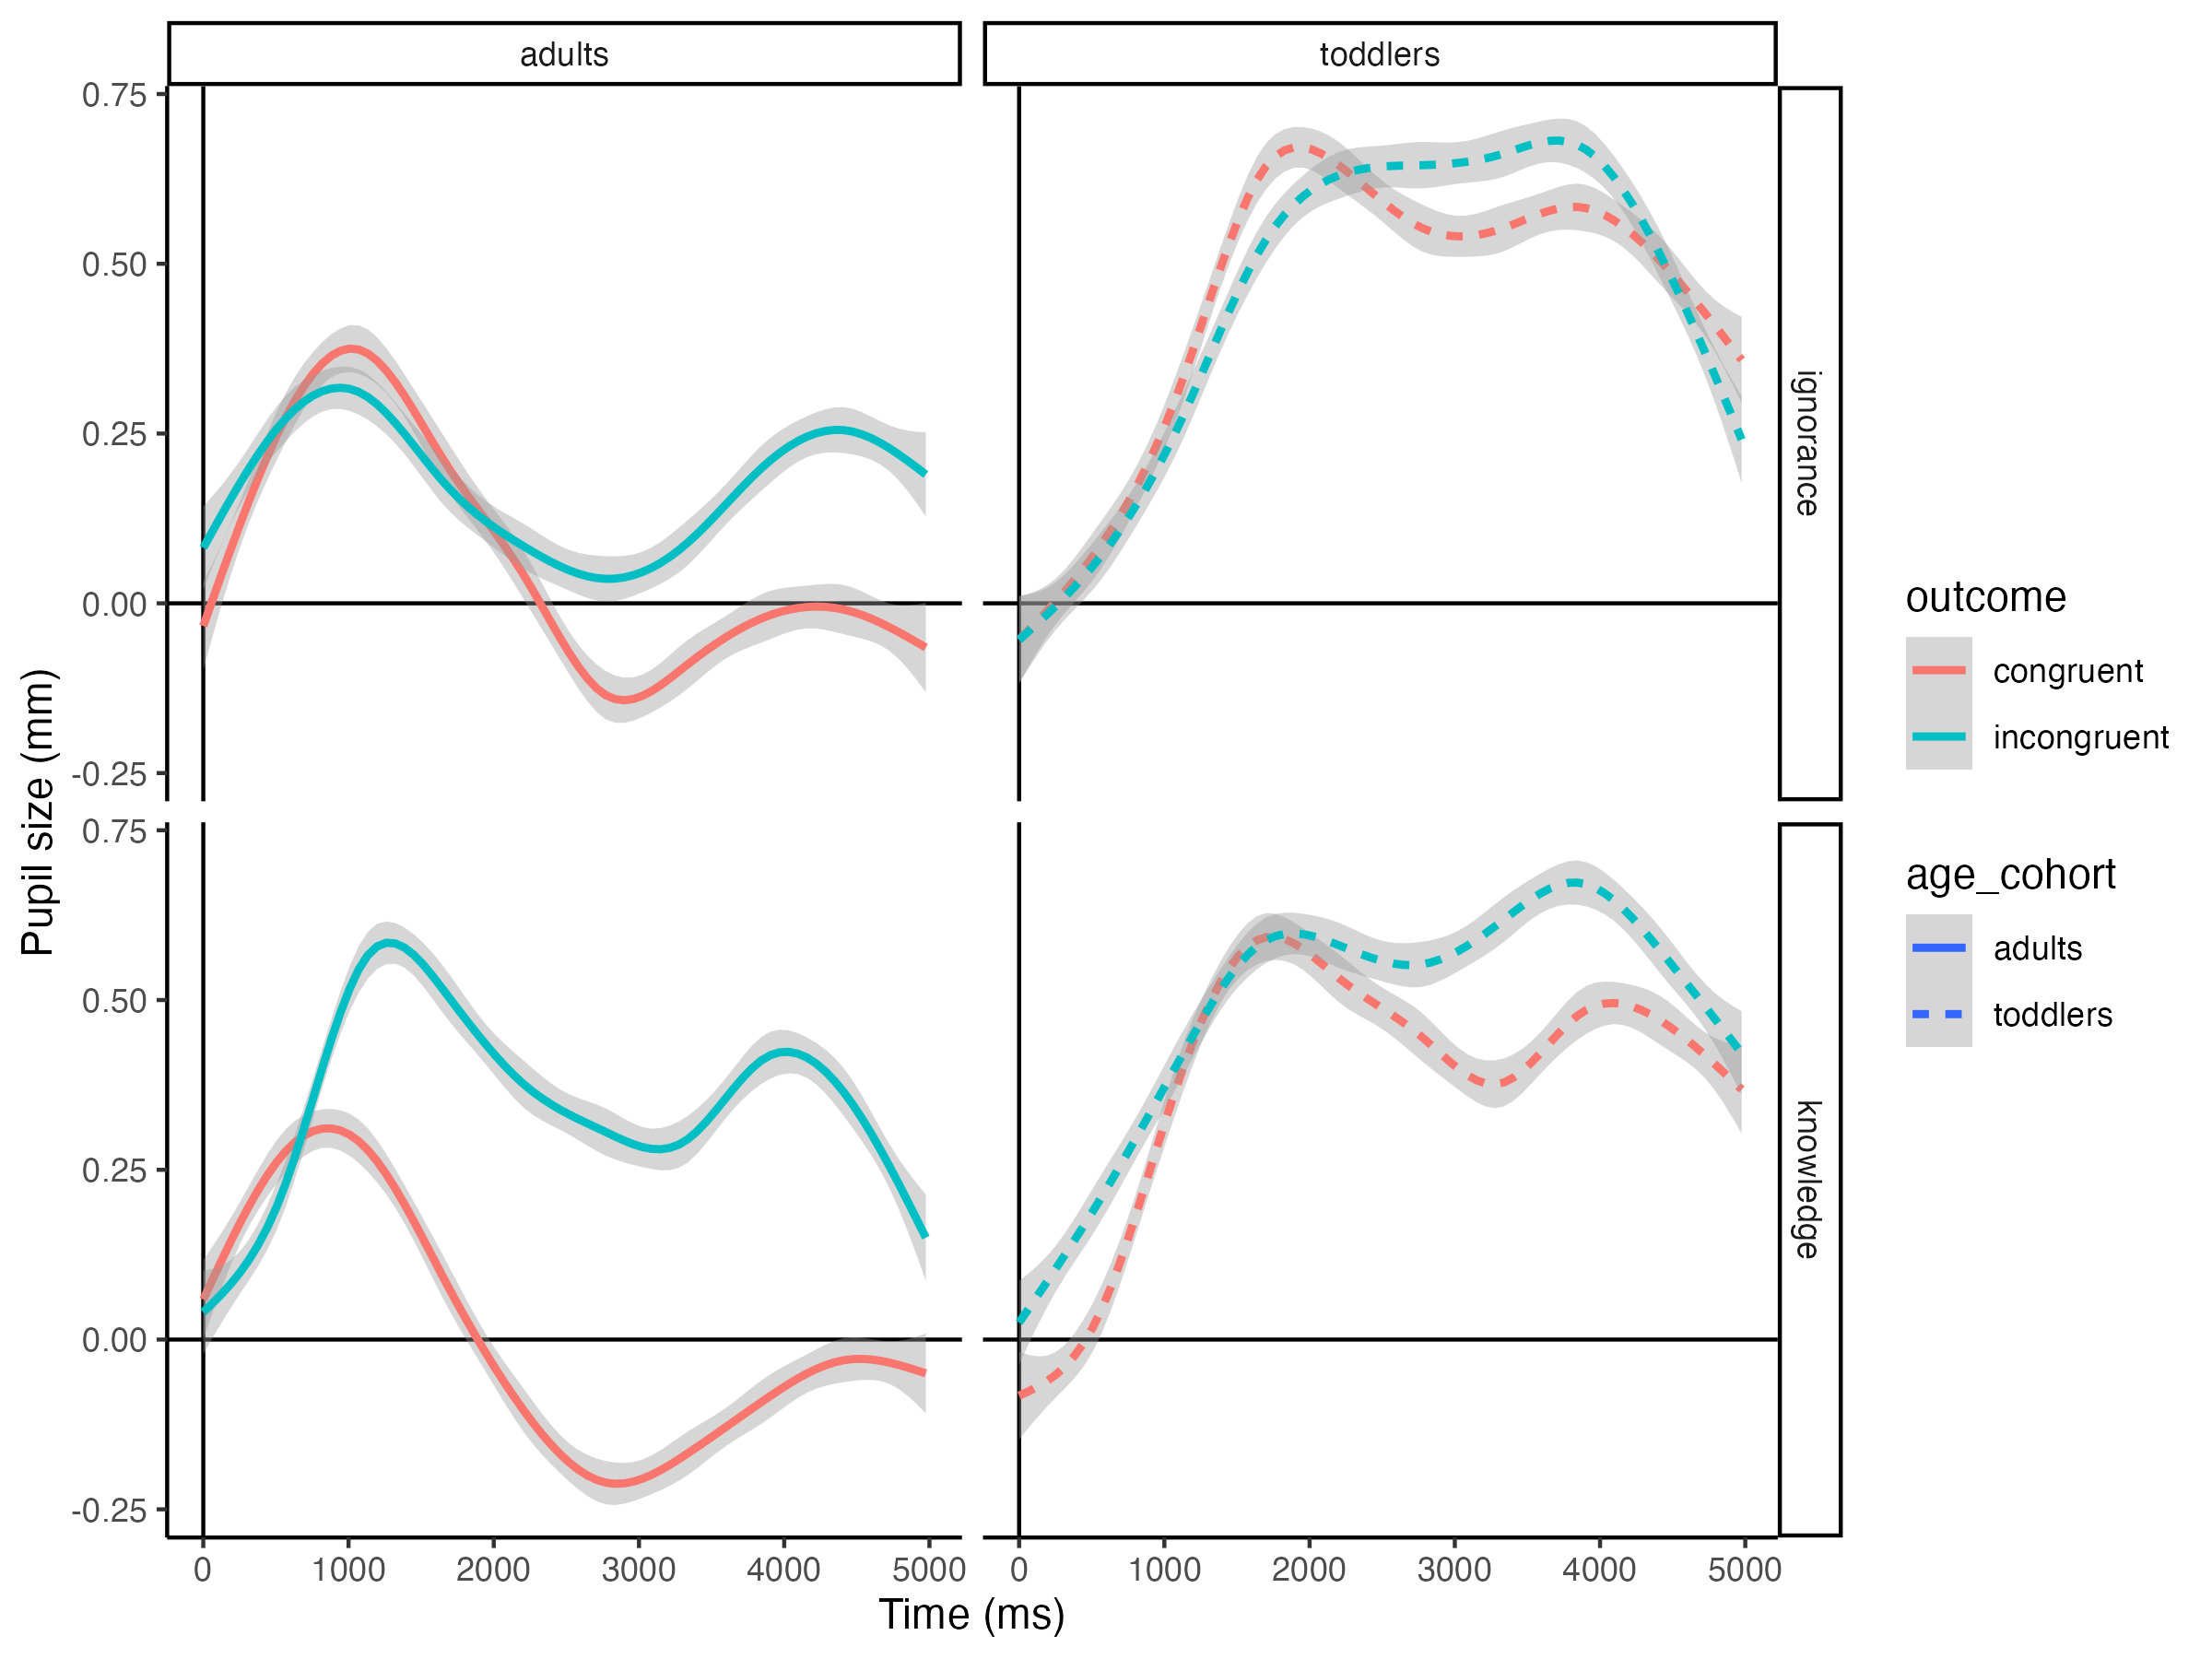 adults
toddlers
0.75
0.50
0.25
0.00
-0.25
ignorance
0.75
0.50
0.25
0.00
-0.25
knowledge
Pupil size (mm)
0 1000 2000 3000 4000 5000
0 1000 2000 3000 4000 5000
Time (ms)
outcome
congruent
incongruent
age_cohort
adults
toddlers